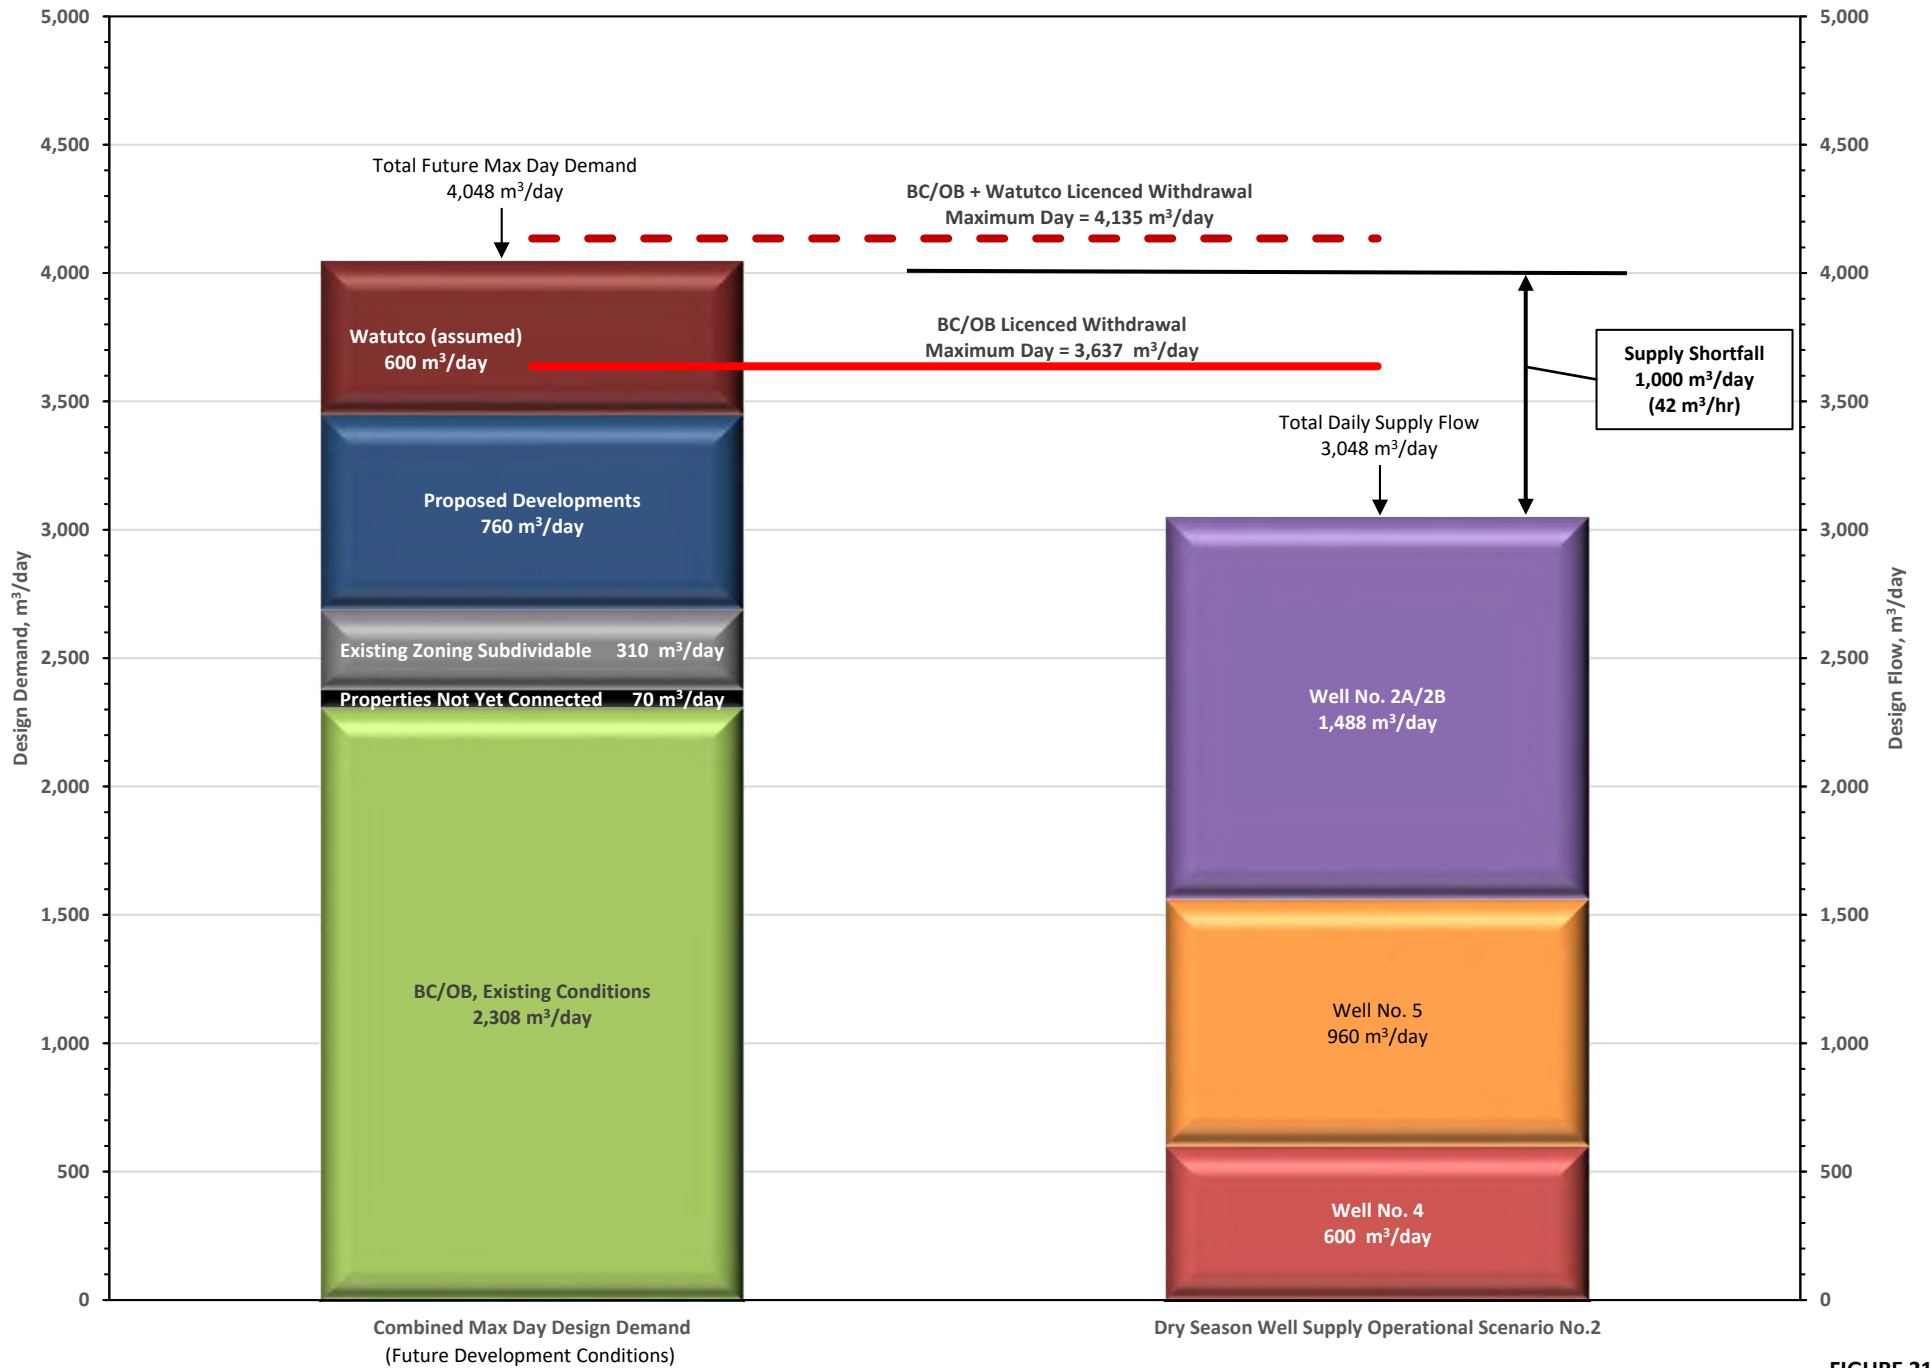 5,000
4,500
4,000
3,500
3,000
2,500
2,000
1,500
1,000
500
0
Design Demand, m³/day
Total Future Max Day Demand
4,048 m³/day
BC/OB + Watutco Licenced Withdrawal
Maximum Day = 4,135 m³/day
Watutco (assumed)
600 m³/day
BC/OB Licenced Withdrawal
Maximum Day = 3,637 m³/day
Supply Shortfall
1,000 m³/day
(42 m³/hr)
Total Daily Supply Flow
3,048 m³/day
Proposed Developments
760 m³/day
Existing Zoning Subdividable 310 m³/day
Properties Not Yet Connected 70 m³/day
BC/OB, Existing Conditions
2,308 m³/day
Well No. 2A/2B
1,488 m³/day
Well No. 5
960 m³/day
Well No. 4
600 m³/day
5,000
4,500
4,000
3,500
3,000
2,500
2,000
1,500
1,000
500
0
Design Flow, m³/day
Combined Max Day Design Demand
(Future Development Conditions)
Dry Season Well Supply Operational Scenario No.2
FIGURE 21